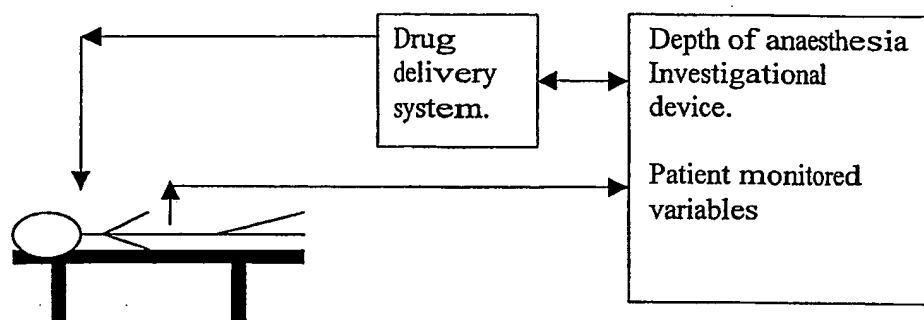 Drug
delivery
system.
Depth of anaesthesia
Investigational
device.
Patient monitored
variables